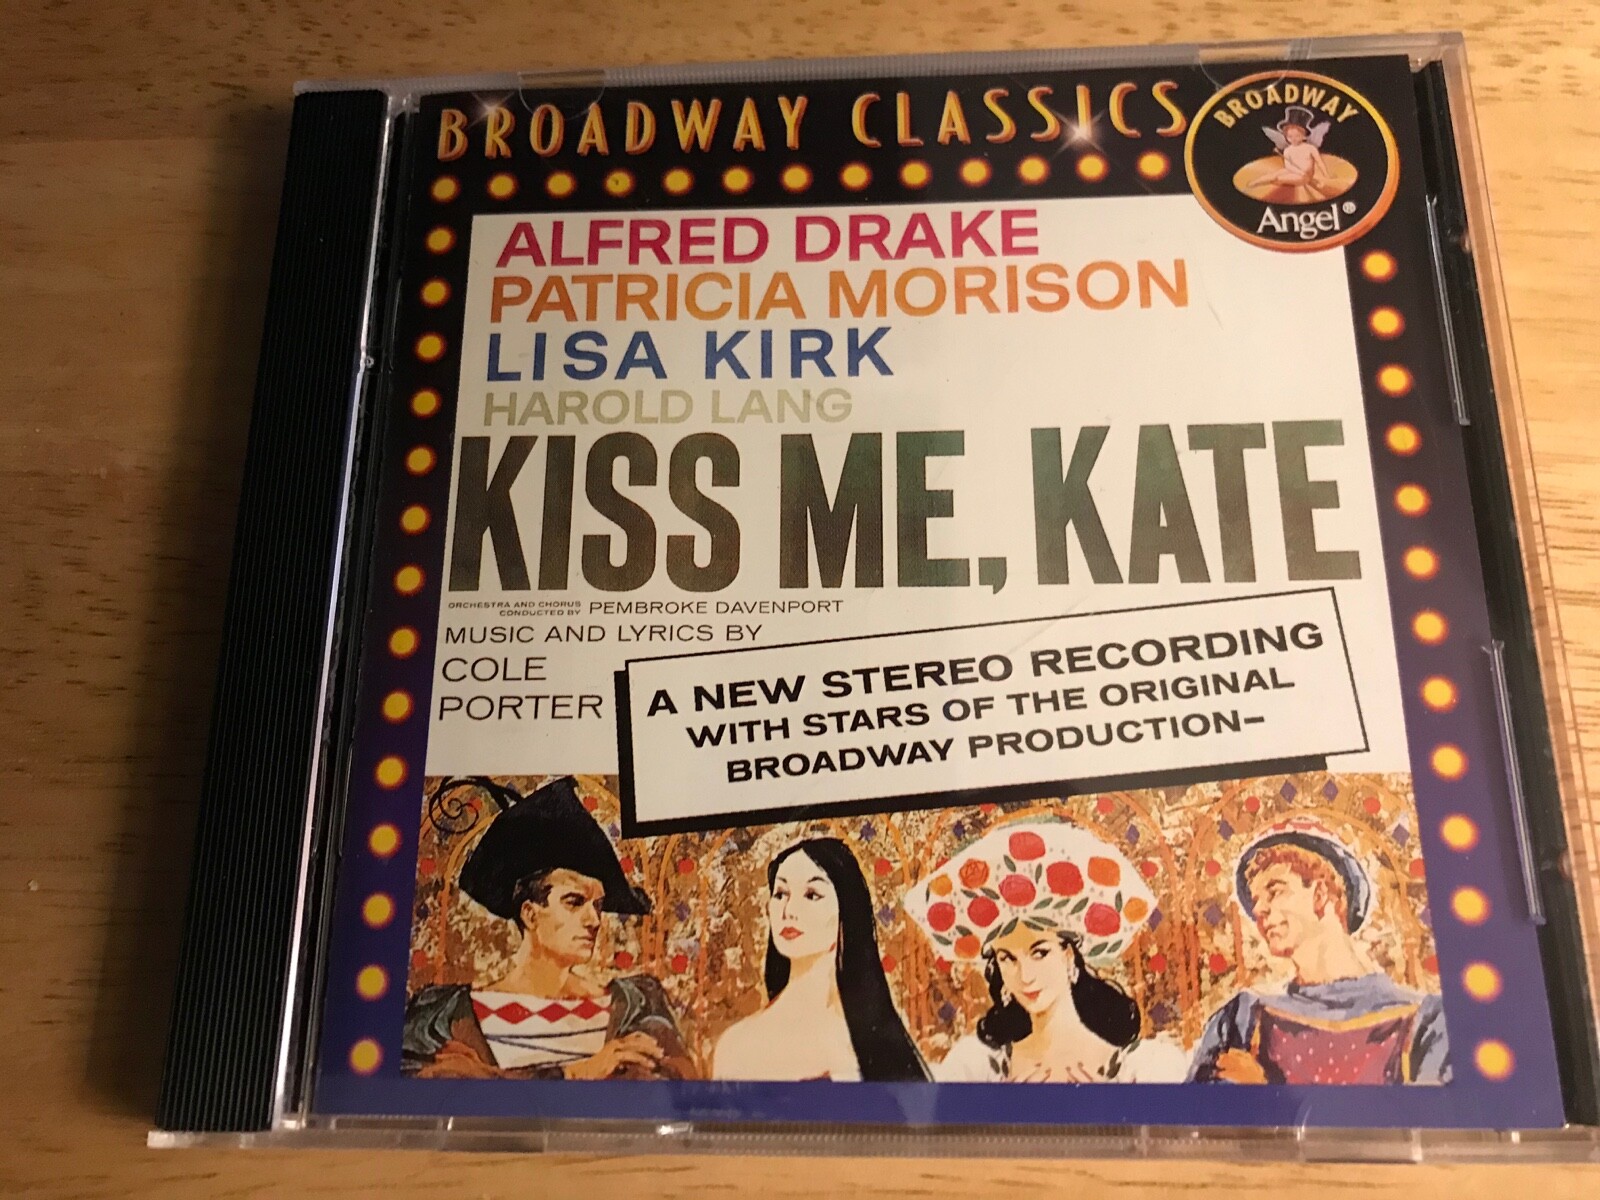 BROADWAY CLASSICS
BROADWAY
Angel®
ALFRED DRAKE
PATRICIA MORISON
LISA KIRK
HAROLD LANG
KISS ME, KATE
ORCHESTRA AND CHORUS
CONDUCTED BY PEMBROKE DAVENPORT
MUSIC AND LYRICS BY
COLE
PORTER
A NEW STEREO RECORDING
WITH STARS OF THE ORIGINAL
BROADWAY PRODUCTION–